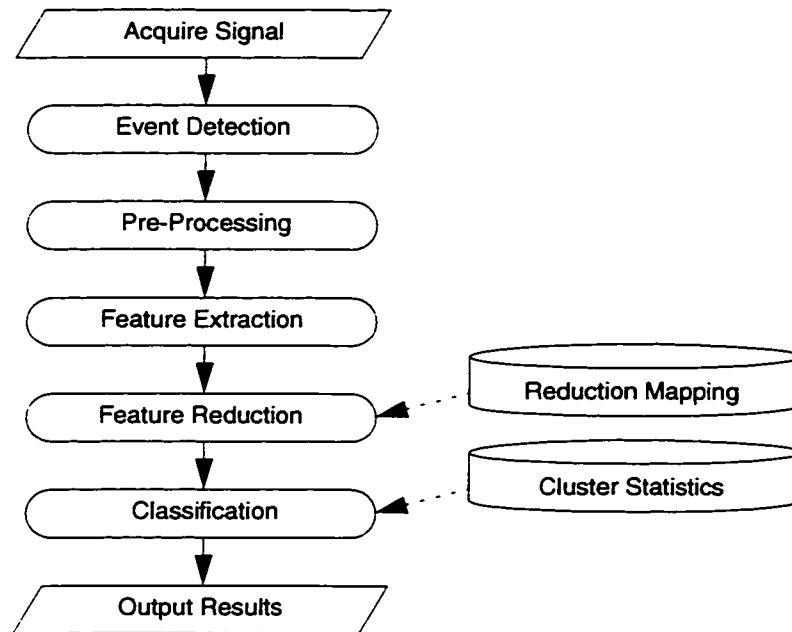 Acquire Signal
Event Detection
Pre-Processing
Feature Extraction
Feature Reduction
Reduction Mapping
Classification
Cluster Statistics
Output Results